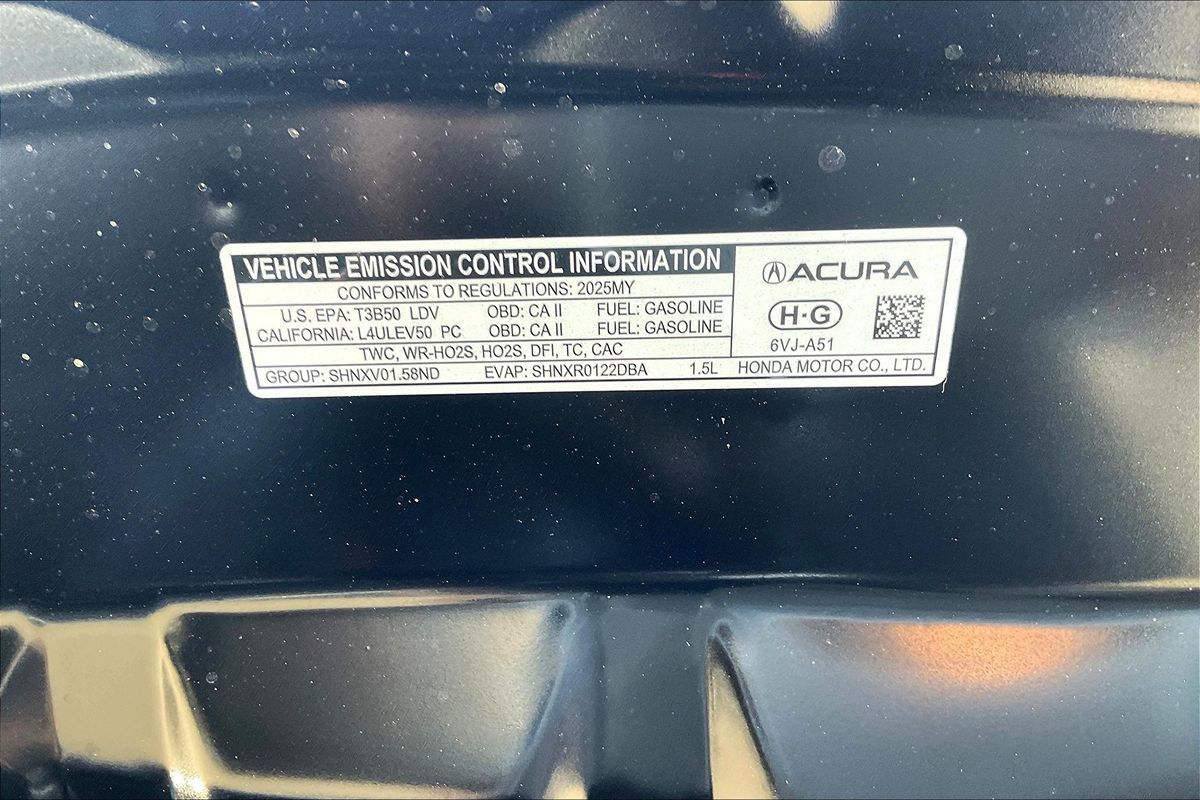 VEHICLE EMISSION CONTROL INFORMATION
CONFORMS TO REGULATIONS: 2025MY
U.S. EPA: T3B50 LDV OBD: CA II FUEL: GASOLINE
CALIFORNIA: L4ULEV50 PC OBD: CA II FUEL: GASOLINE
TWC, WR-HO2S, HO2S, DFI, TC, CAC
GROUP: SHNXV01.58ND EVAP: SHNXR0122DBA 1.5L
ACURA
H-G
6VJ-A51
HONDA MOTOR CO., LTD.